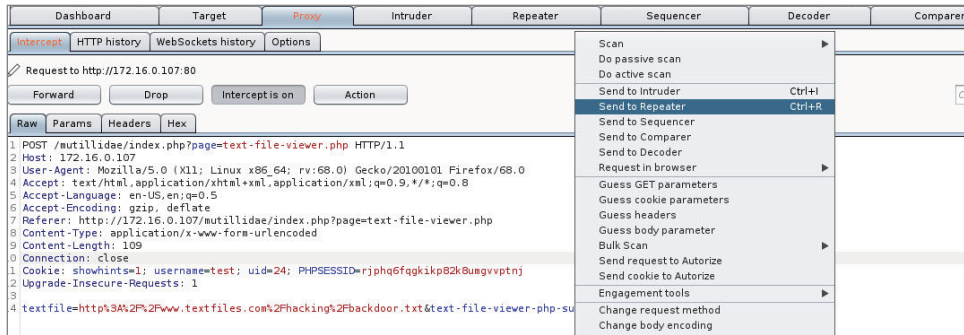 Dashboard Target Proxy Intruder Repeater Sequencer Decoder Comparer
Intercept HTTP history WebSockets history Options
Request to http://172.16.0.107:80
Forward Drop Intercept is on Action
Raw Params Headers Hex
1 POST /mutillidae/index.php?page=text-file-viewer.php HTTP/1.1
2 Host: 172.16.0.107
3 User-Agent: Mozilla/5.0 (X11; Linux x86_64; rv:68.0) Gecko/20100101 Firefox/68.0
4 Accept: text/html,application/xhtml+xml,application/xml;q=0.9,*/*;q=0.8
5 Accept-Language: en-US,en;q=0.5
6 Accept-Encoding: gzip, deflate
7 Referer: http://172.16.0.107/mutillidae/index.php?page=text-file-viewer.php
8 Content-Type: application/x-www-form-urlencoded
9 Content-Length: 109
0 Connection: close
1 Cookie: showhints=1; username=test; uid=24; PHPSESSID=rjphq6fqgkikp82k8umgvvptnj
2 Upgrade-Insecure-Requests: 1
3
4 textfile=http%3A%2F%2Fwww.textfiles.com%2Fhacking%2Fbackdoor.txt&text-file-viewer-php-su
Scan
Do passive scan
Do active scan
Send to Intruder Ctrl+I
Send to Repeater Ctrl+R
Send to Sequencer
Send to Comparer
Send to Decoder
Request in browser
Guess GET parameters
Guess cookie parameters
Guess headers
Guess body parameter
Bulk Scan
Send request to Autorize
Send cookie to Autorize
Engagement tools
Change request method
Change body encoding